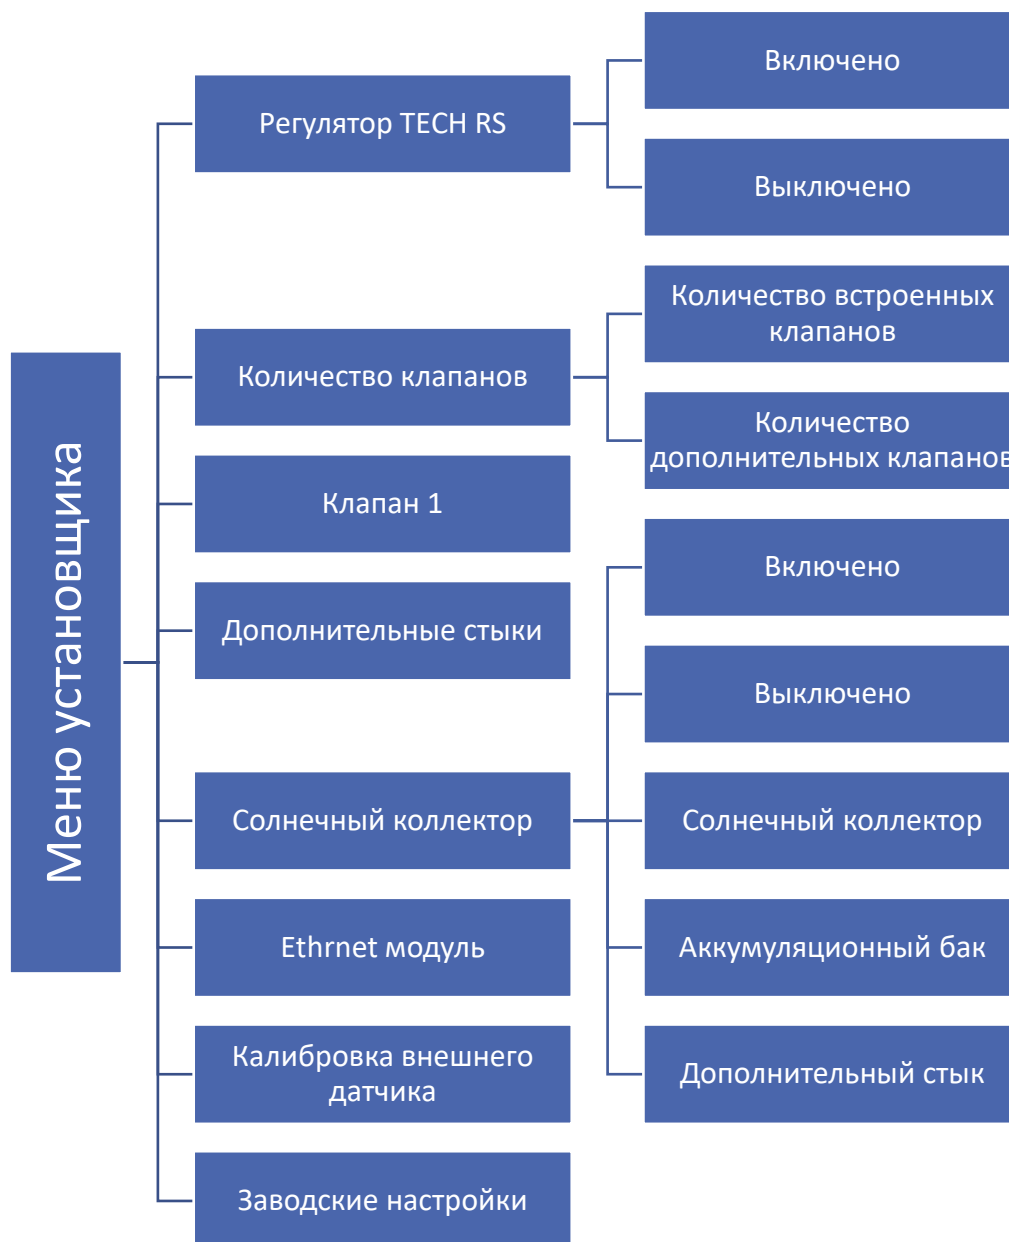 Меню установщика
Регулятор TECH RS
Включено
Выключено
Количество клапанов
Количество встроенных
клапанов
Количество
дополнительных клапанов
Клапан 1
Дополнительные стыки
Солнечный коллектор
Включено
Выключено
Солнечный коллектор
Аккумуляционный бак
Дополнительный стык
Ethrnet модуль
Калибровка внешнего
датчика
Заводские настройки